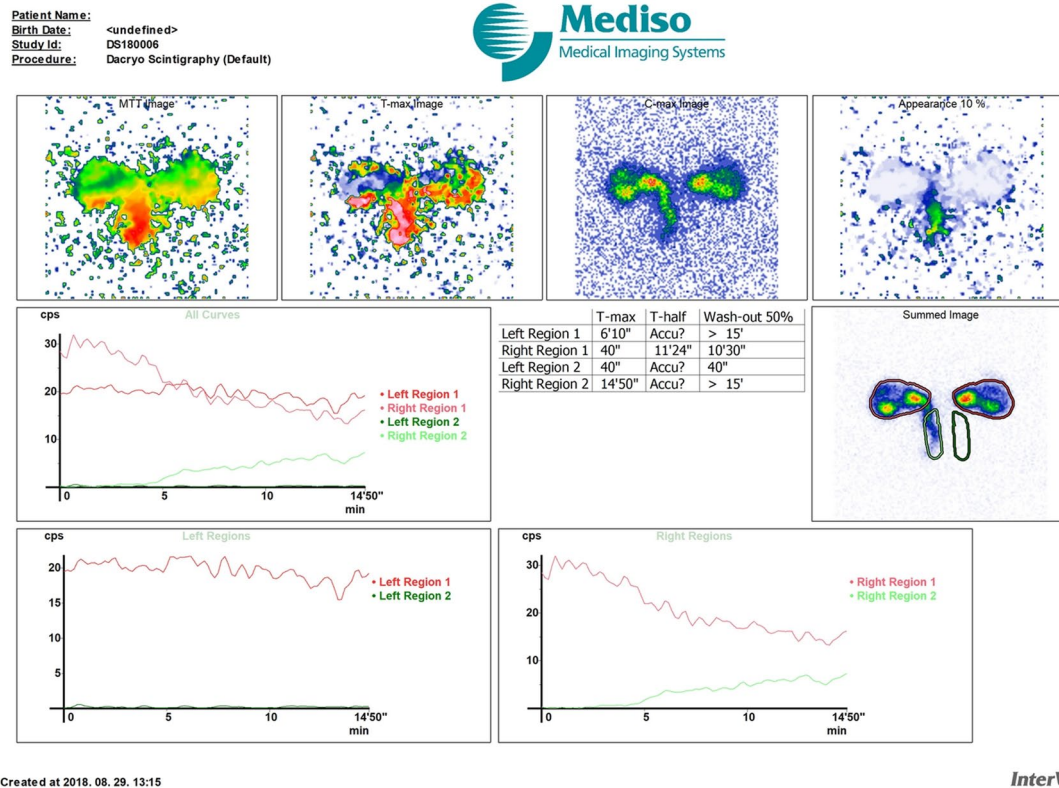 Patient Name:
Birth Date: <undefined>
Study Id: DS180006
Procedure: Dacryo Scintigraphy (Default)
Mediso
Medical Imaging Systems
MTT Image
T-max Image
C-max Image
Appearance 10 %
cps
All Curves
30
20
10
0 5 10 14'50"
min
• Left Region 1
• Right Region 1
• Left Region 2
• Right Region 2
T-max T-half Wash-out 50%
Left Region 1 6'10" Accu? > 15'
Right Region 1 40" 11'24" 10'30"
Left Region 2 40" Accu? 40"
Right Region 2 14'50" Accu? > 15'
Summed Image
cps
Left Regions
20
15
10
5
0 5 10 14'50"
min
• Left Region 1
• Left Region 2
cps
Right Regions
30
20
10
0 5 10 14'50"
min
• Right Region 1
• Right Region 2
Created at 2018. 08. 29. 13:15